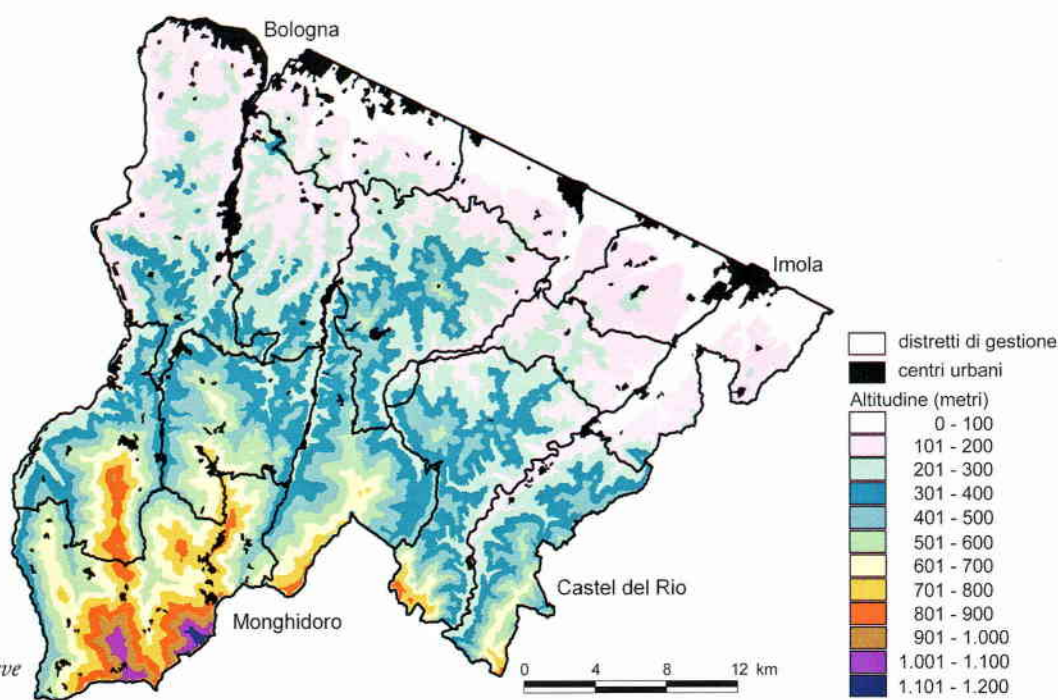 Bologna
Imola
distretti di gestione
centri urbani
Altitudine (metri)
0 - 100
101 - 200
201 - 300
301 - 400
401 - 500
501 - 600
601 - 700
701 - 800
801 - 900
901 - 1.000
1.001 - 1.100
1.101 - 1.200
Castel del Rio
Monghidoro
0 4 8 12 km